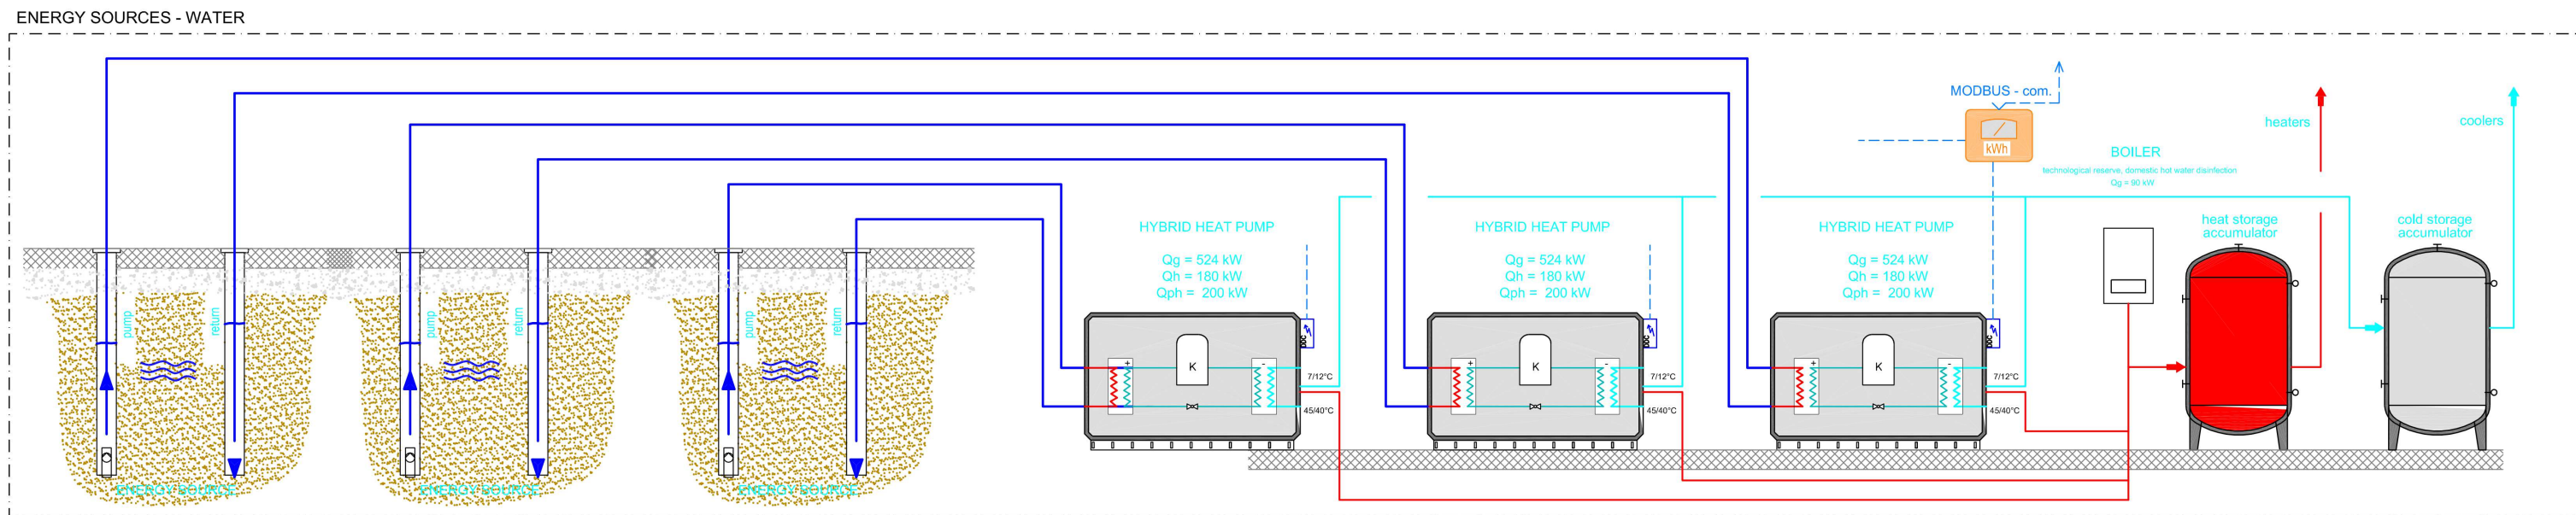 ENERGY SOURCES - WATER
MODBUS - com.
kWh
heaters
coolers
BOILER
technological reserve, domestic hot water disinfection
Qg = 90 kW
HYBRID HEAT PUMP
Qg = 524 kW
Qh = 180 kW
Qph = 200 kW
HYBRID HEAT PUMP
Qg = 524 kW
Qh = 180 kW
Qph = 200 kW
HYBRID HEAT PUMP
Qg = 524 kW
Qh = 180 kW
Qph = 200 kW
heat storage
accumulator
cold storage
accumulator
pump
return
pump
return
pump
return
DDC
DDC
DDC
+
K
-
7/12°C
45/40°C
+
K
-
7/12°C
45/40°C
+
K
-
7/12°C
45/40°C
ENERGY SOURCE
ENERGY SOURCE
ENERGY SOURCE